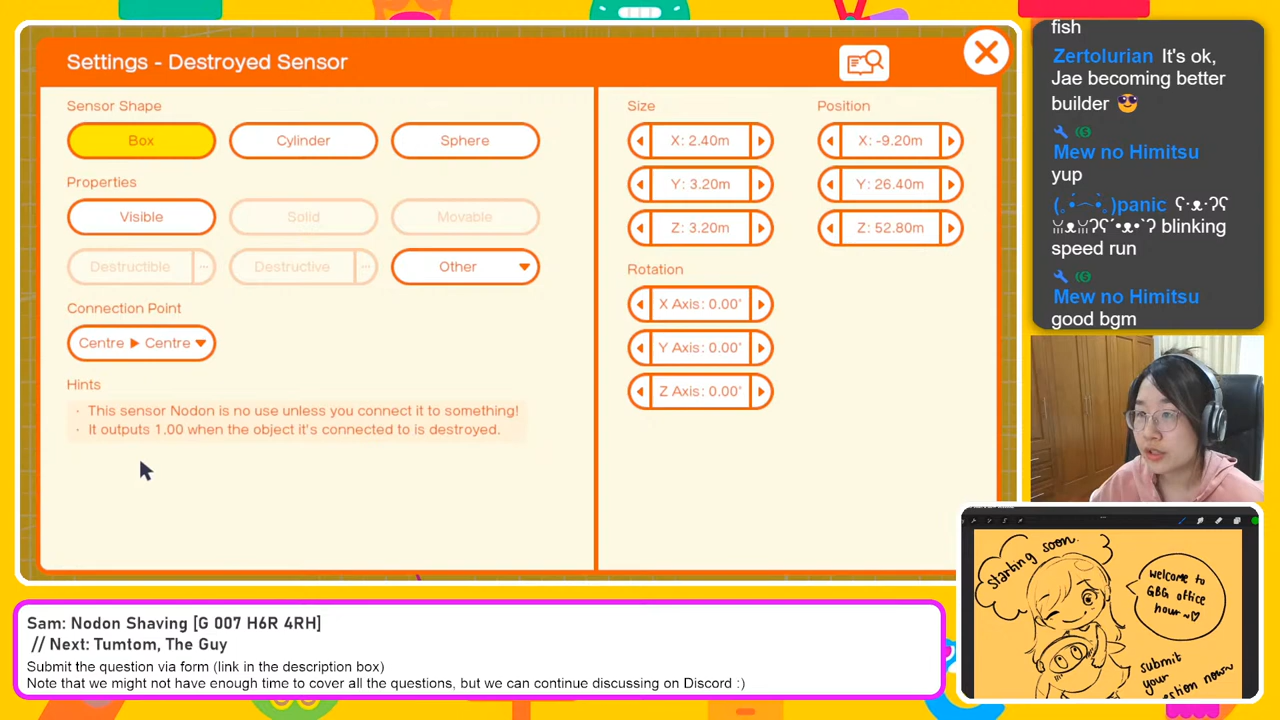 Settings - Destroyed Sensor
Sensor Shape
Box
Cylinder
Sphere
Properties
Visible
Solid
Movable
Destructible
Destructive
Other
Connection Point
Centre ▶ Centre
Hints
· This sensor Nodon is no use unless you connect it to something!
· It outputs 1.00 when the object it's connected to is destroyed.
Size
X: 2.40m
Y: 3.20m
Z: 3.20m
Position
X: -9.20m
Y: 26.40m
Z: 52.80m
Rotation
X Axis: 0.00°
Y Axis: 0.00°
Z Axis: 0.00°
fish
Zertolurian It's ok,
Jae becoming better
builder 😎
Mew no Himitsu
yup
(｡•́︿•̀｡)panic ʕ·ᴥ·ʔʕ
ᴥʔʕ´•ᴥ•`ʔ blinking
speed run
Mew no Himitsu
good bgm
starting soon.
welcome to
GBG office
hour ~♡
submit
your
question now~
Sam: Nodon Shaving [G 007 H6R 4RH]
// Next: Tumtom, The Guy
Submit the question via form (link in the description box)
Note that we might not have enough time to cover all the questions, but we can continue discussing on Discord :)